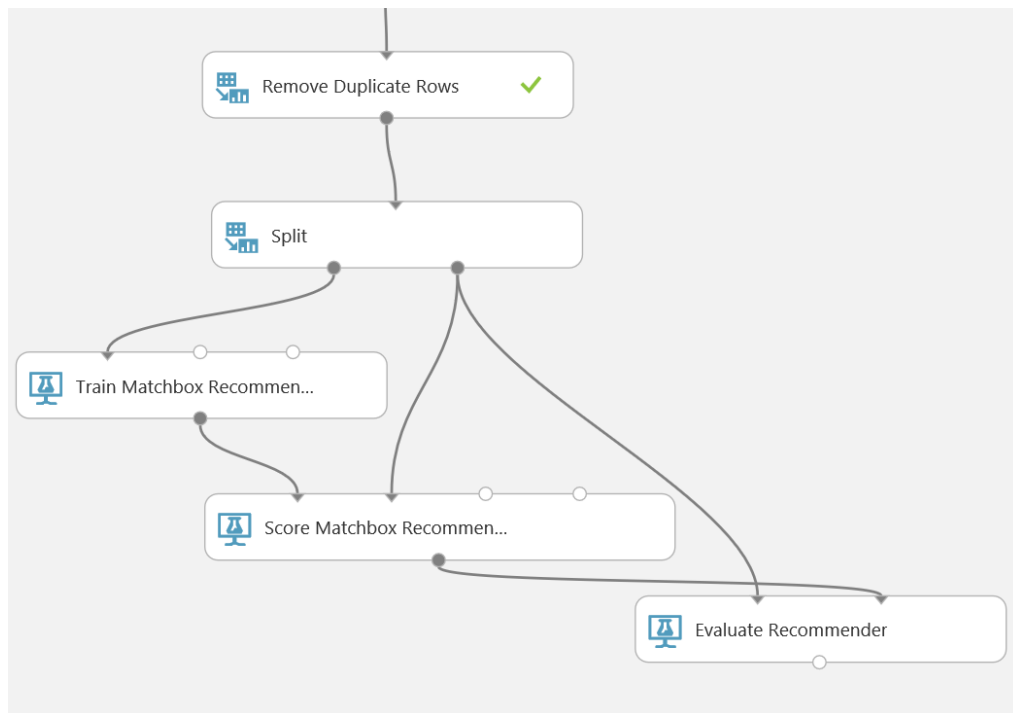 Remove Duplicate Rows
Split
Train Matchbox Recommen...
Score Matchbox Recommen...
Evaluate Recommender